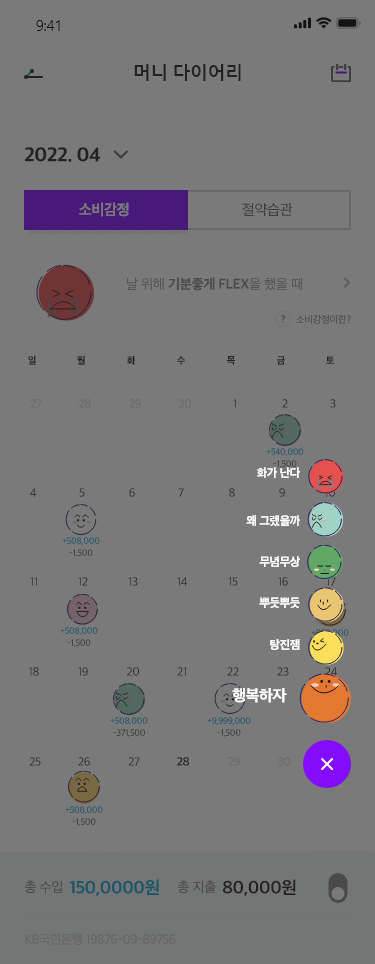 9:41
머니 다이어리
2022. 04
소비감정 절약습관
날 위해 기분좋게 FLEX을 했을 때
? 소비감정이란?
일 월 화 수 목 금 토
27 28 29 30 1 2 3
+540,000
-1,500
화가 난다
4 5 6 7 8 9 10
왜 그랬을까
+508,000
-1,500
무념무상
11 12 13 14 15 16 17
뿌듯뿌듯
+508,000
-1,500
탕진잼
18 19 20 21 22 23 24
행복하자
+508,000 +9,999,000
-371,500 -1,500
25 26 27 28 29 30
+508,000
-1,500
총 수입 150,0000원 총 지출 80,000원
KB국민은행 19876-09-89756